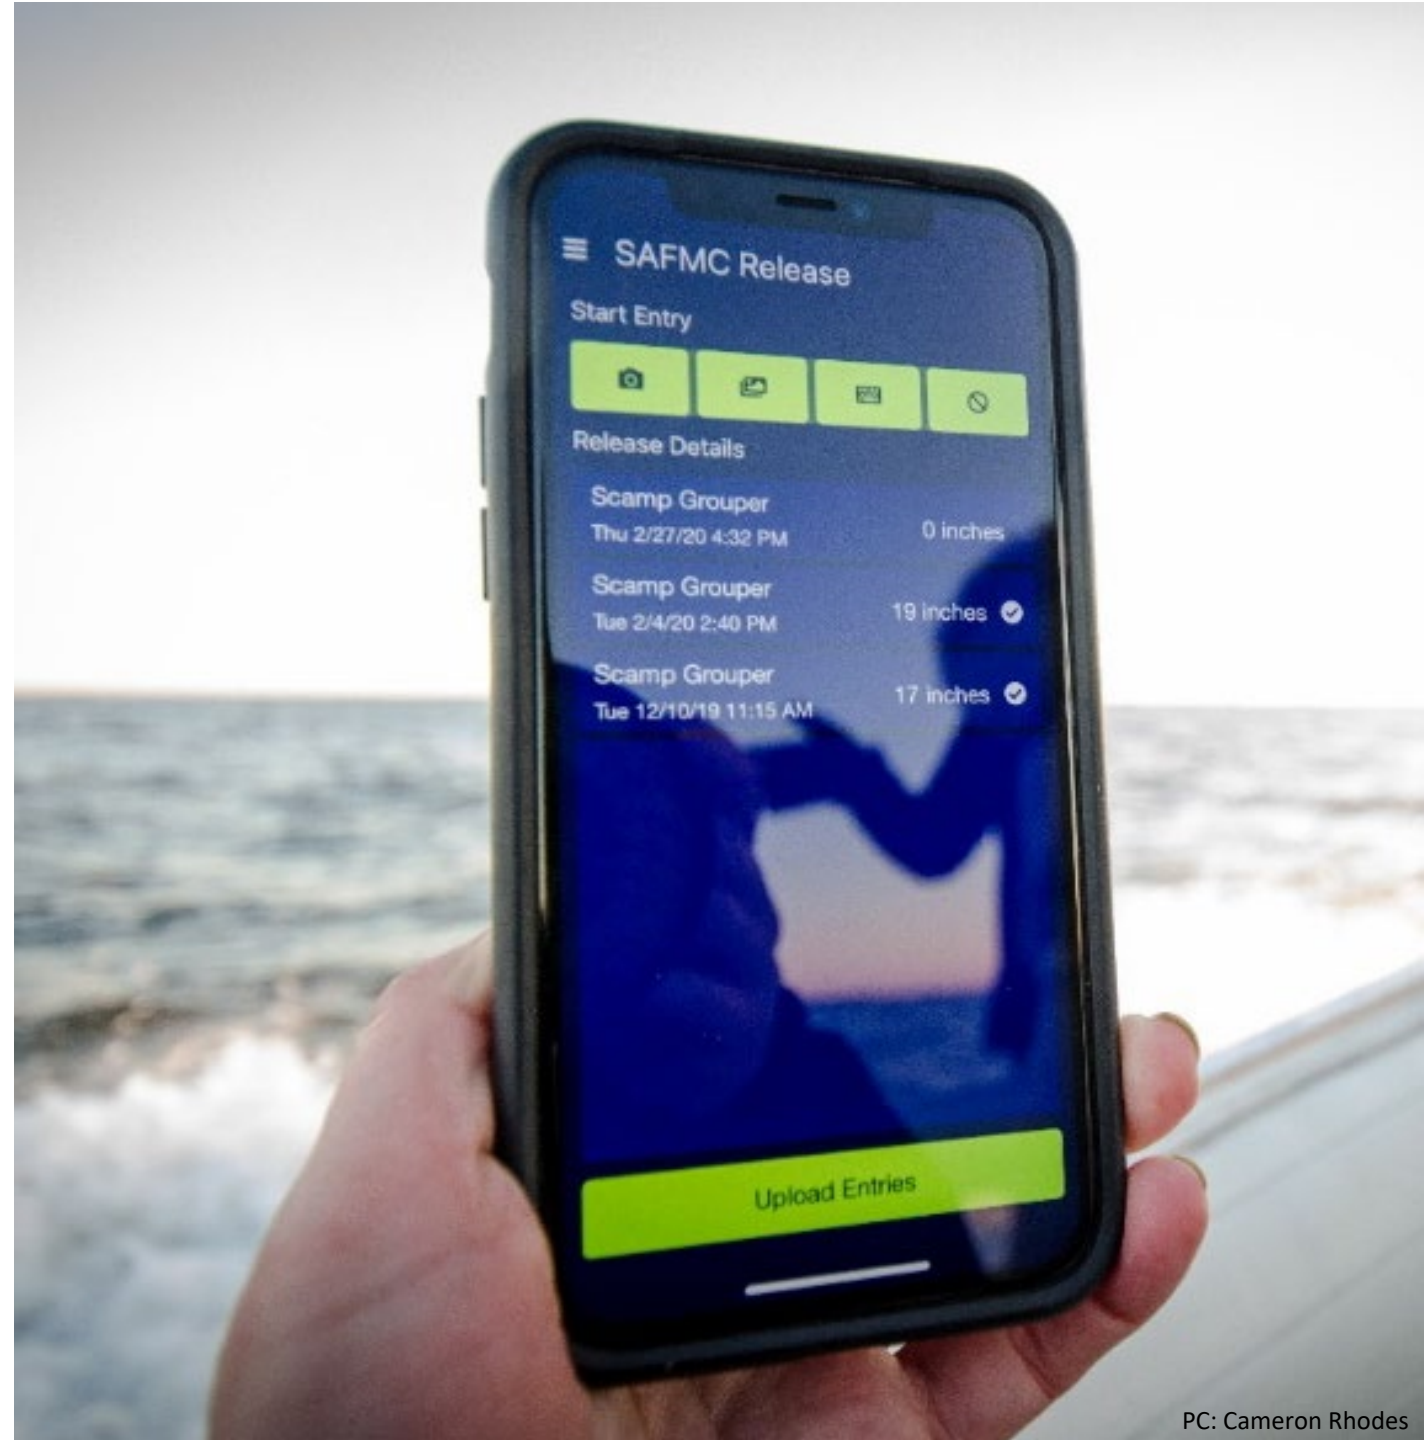 SAFMC Release
Start Entry
Release Details
Scamp Grouper
Thu 2/27/20 4:32 PM
0 inches
Scamp Grouper
Tue 2/4/20 2:40 PM
19 inches
Scamp Grouper
Tue 12/10/19 11:15 AM
17 inches
Upload Entries
PC: Cameron Rhodes